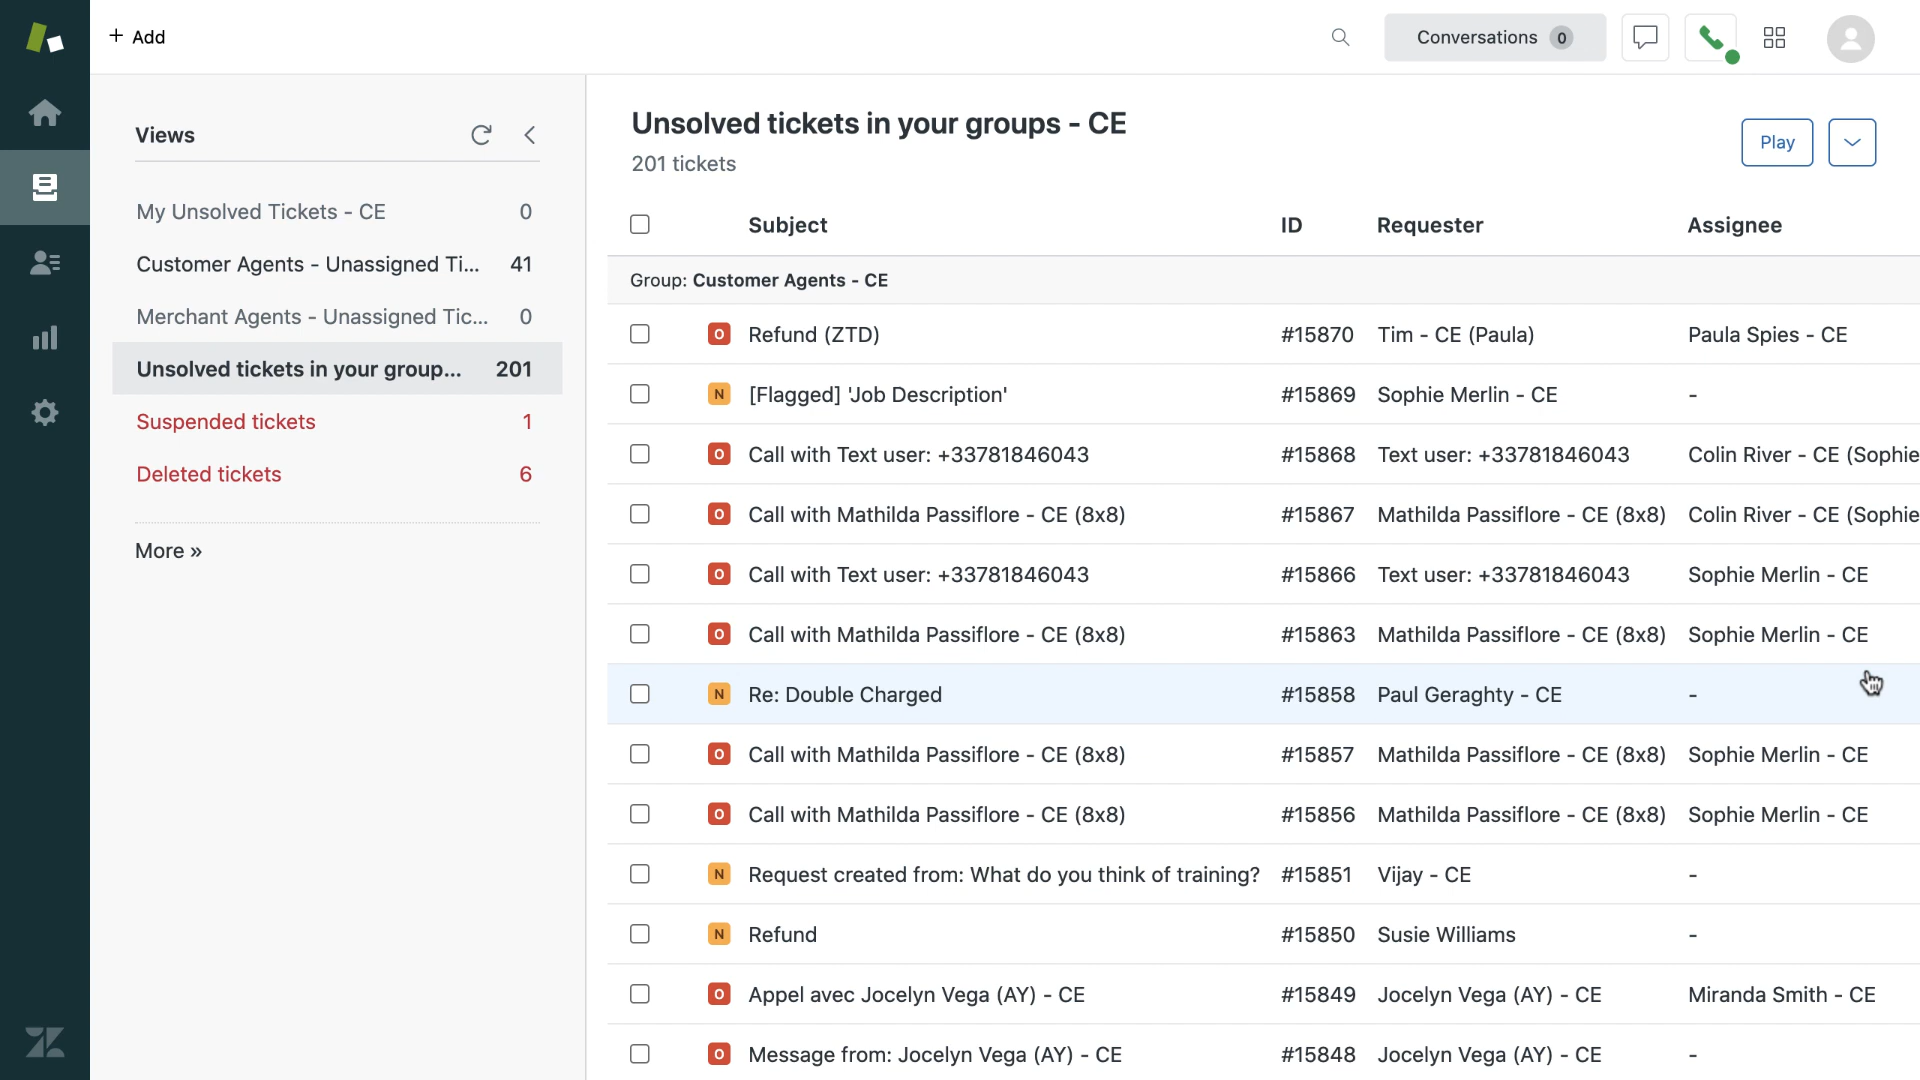 + Add
Conversations 0
Views
My Unsolved Tickets - CE 0
Customer Agents - Unassigned Ti... 41
Merchant Agents - Unassigned Tic... 0
Unsolved tickets in your group... 201
Suspended tickets 1
Deleted tickets 6
More »
Unsolved tickets in your groups - CE
201 tickets
Play
Subject ID Requester Assignee
Group: Customer Agents - CE
O Refund (ZTD) #15870 Tim - CE (Paula) Paula Spies - CE
N [Flagged] 'Job Description' #15869 Sophie Merlin - CE -
O Call with Text user: +33781846043 #15868 Text user: +33781846043 Colin River - CE (Sophie
O Call with Mathilda Passiflore - CE (8x8) #15867 Mathilda Passiflore - CE (8x8) Colin River - CE (Sophie
O Call with Text user: +33781846043 #15866 Text user: +33781846043 Sophie Merlin - CE
O Call with Mathilda Passiflore - CE (8x8) #15863 Mathilda Passiflore - CE (8x8) Sophie Merlin - CE
N Re: Double Charged #15858 Paul Geraghty - CE -
O Call with Mathilda Passiflore - CE (8x8) #15857 Mathilda Passiflore - CE (8x8) Sophie Merlin - CE
O Call with Mathilda Passiflore - CE (8x8) #15856 Mathilda Passiflore - CE (8x8) Sophie Merlin - CE
N Request created from: What do you think of training? #15851 Vijay - CE -
N Refund #15850 Susie Williams -
O Appel avec Jocelyn Vega (AY) - CE #15849 Jocelyn Vega (AY) - CE Miranda Smith - CE
O Message from: Jocelyn Vega (AY) - CE #15848 Jocelyn Vega (AY) - CE -